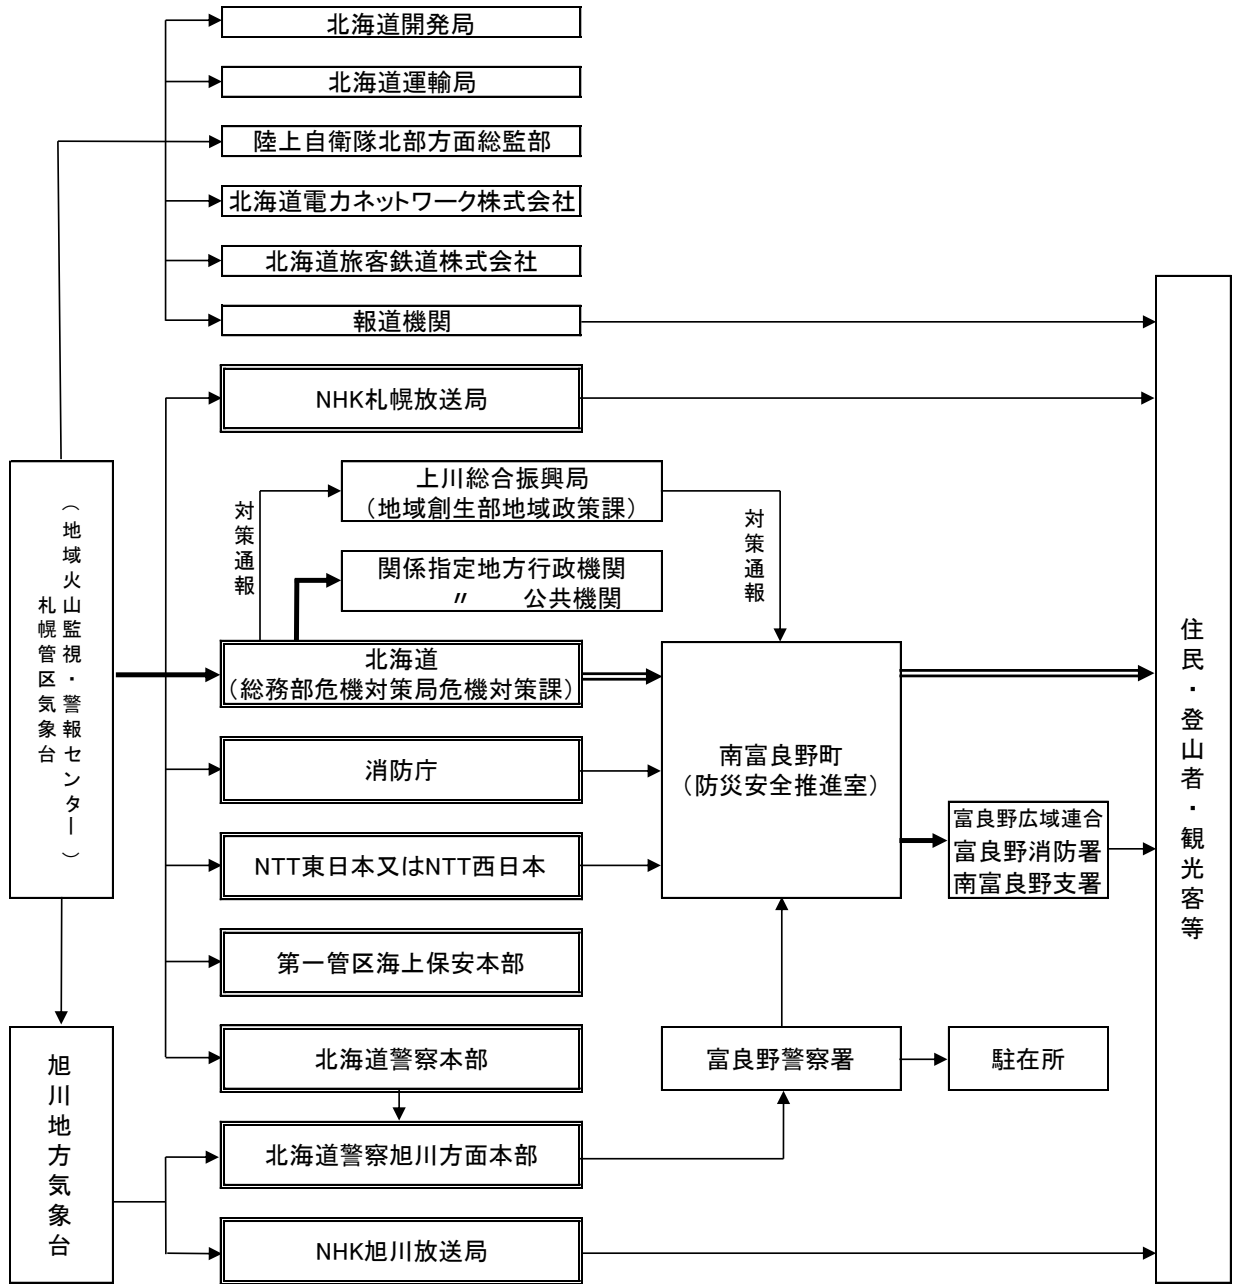 北海道開発局
北海道運輸局
陸上自衛隊北部方面総監部
北海道電力ネットワーク株式会社
北海道旅客鉄道株式会社
報道機関
NHK札幌放送局
上川総合振興局
（地域創生部地域政策課）
対策通報
対策通報
関係指定地方行政機関
〃　　公共機関
（地域火山監視・警報センター）
札幌管区気象台
北海道
（総務部危機対策局危機対策課）
消防庁
NTT東日本又はNTT西日本
第一管区海上保安本部
北海道警察本部
北海道警察旭川方面本部
NHK旭川放送局
旭川地方気象台
南富良野町
（防災安全推進室）
富良野広域連合
富良野消防署
南富良野支署
富良野警察署
駐在所
住民・登山者・観光客等